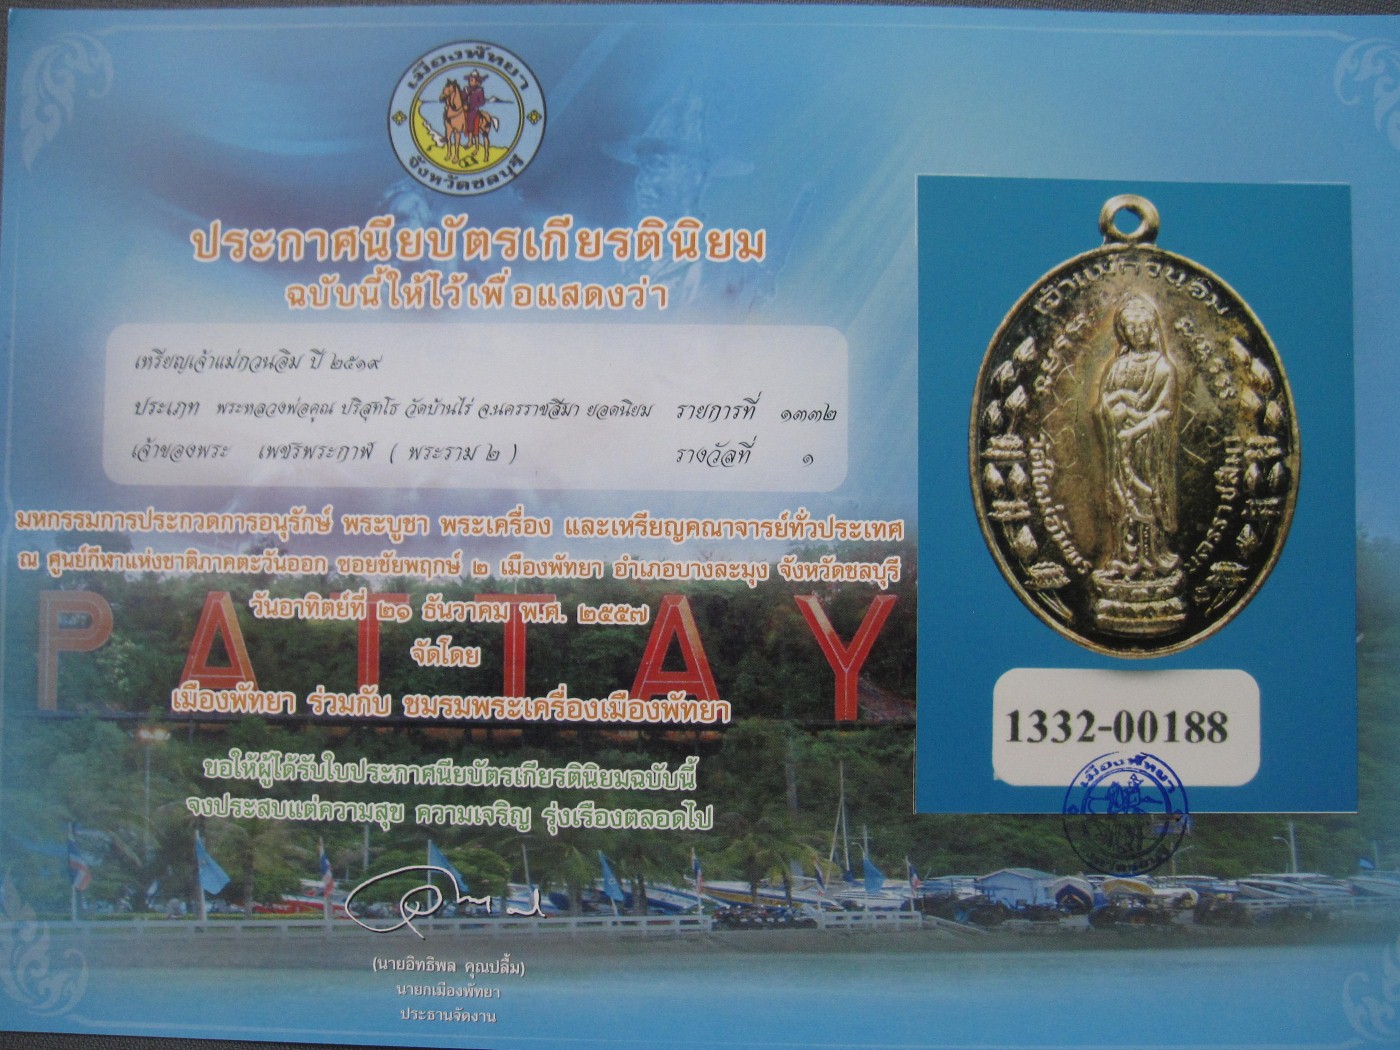 เมืองพัทยา
จังหวัดชลบุรี
ประกาศนียบัตรเกียรตินิยม
ฉบับนี้ให้ไว้เพื่อแสดงว่า
เหรียญเจ้าแม่กวนอิม ปี ๒๕๑๙
ประเภท พระหลวงพ่อคูณ ปริสุทโธ วัดบ้านไร่ จ.นครราชสีมา ยอดนิยม รายการที่ ๑๓๓๒
เจ้าของพระ เพชรพระกาฬ ( พระราม ๒ ) รางวัลที่ ๑
มหกรรมการประกวดการอนุรักษ์ พระบูชา พระเครื่อง และเหรียญคณาจารย์ทั่วประเทศ
ณ ศูนย์กีฬาแห่งชาติภาคตะวันออก ซอยชัยพฤกษ์ ๒ เมืองพัทยา อำเภอบางละมุง จังหวัดชลบุรี
วันอาทิตย์ที่ ๒๑ ธันวาคม พ.ศ. ๒๕๕๗
จัดโดย
เมืองพัทยา ร่วมกับ ชมรมพระเครื่องเมืองพัทยา
PATTAY
ขอให้ผู้ได้รับใบประกาศนียบัตรเกียรตินิยมฉบับนี้
จงประสบแต่ความสุข ความเจริญ รุ่งเรืองตลอดไป
(นายอิทธิพล คุณปลื้ม)
นายกเมืองพัทยา
ประธานจัดงาน
เจ้าแม่กวนอิม
นครราชสีมา
1332-00188
เมืองพัทยา